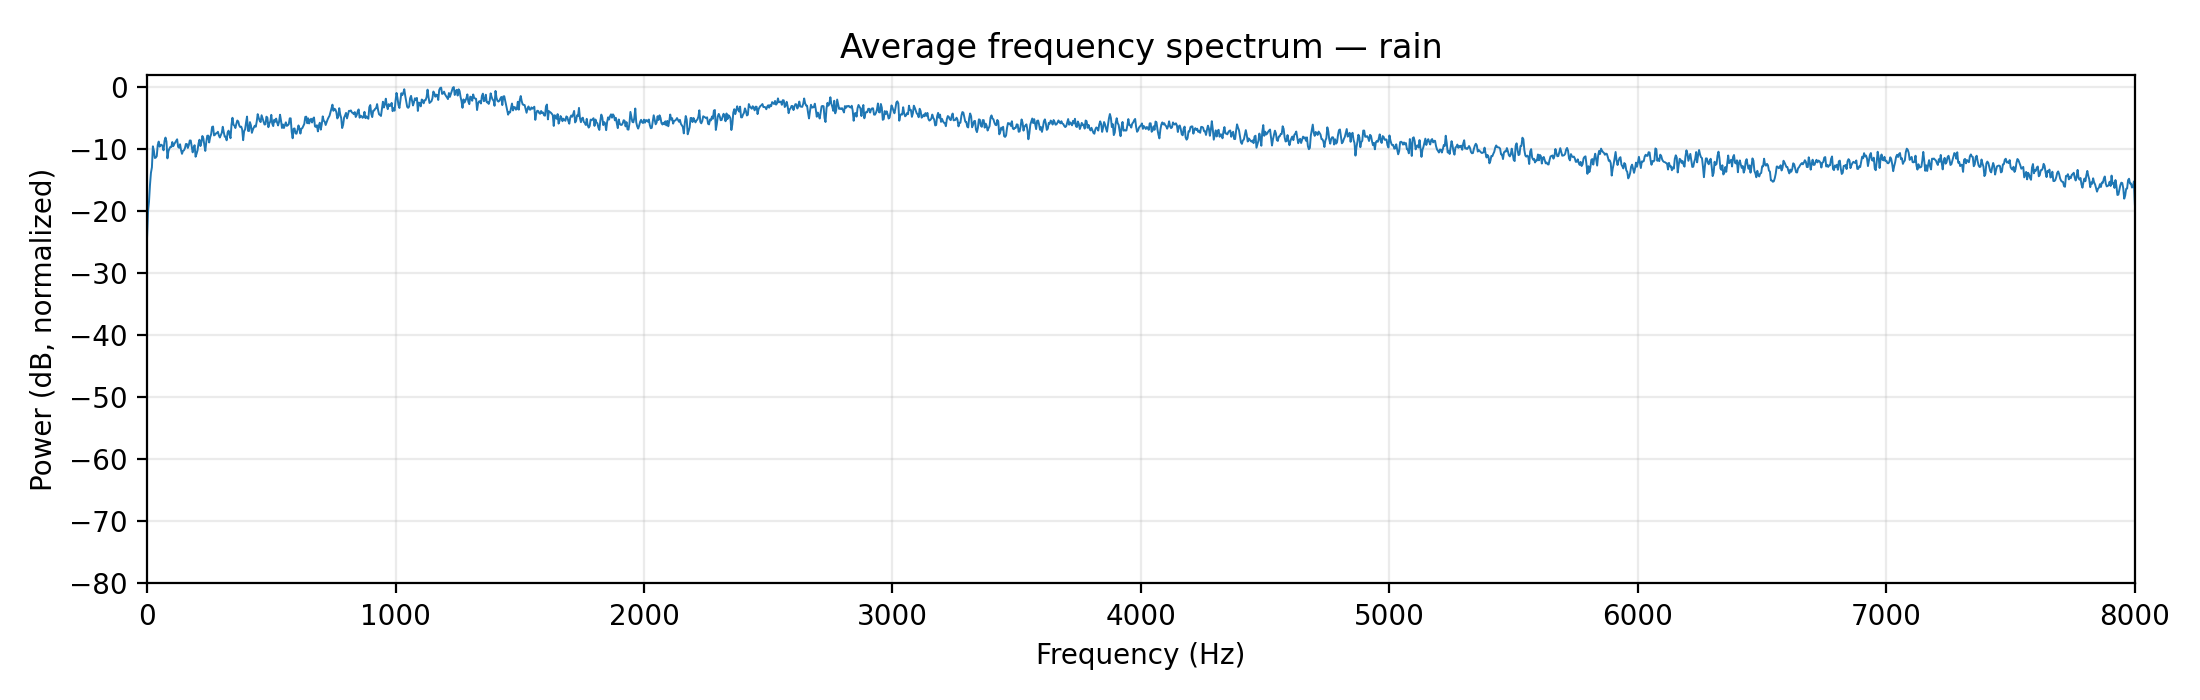 Average frequency spectrum — rain
Power (dB, normalized)
0
−10
−20
−30
−40
−50
−60
−70
−80
0 1000 2000 3000 4000 5000 6000 7000 8000
Frequency (Hz)